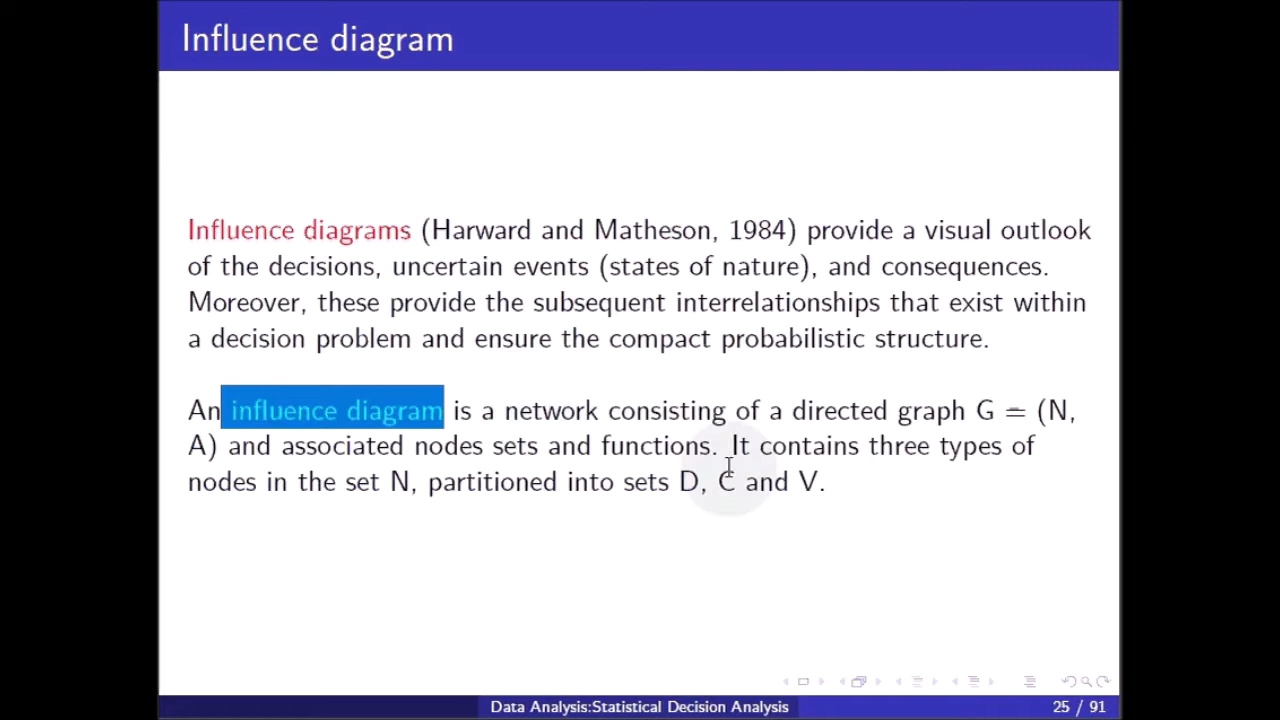 Influence diagram
Influence diagrams (Harward and Matheson, 1984) provide a visual outlook
of the decisions, uncertain events (states of nature), and consequences.
Moreover, these provide the subsequent interrelationships that exist within
a decision problem and ensure the compact probabilistic structure.
An influence diagram is a network consisting of a directed graph G = (N,
A) and associated nodes sets and functions. It contains three types of
nodes in the set N, partitioned into sets D, C and V.
Data Analysis:Statistical Decision Analysis
25 / 91